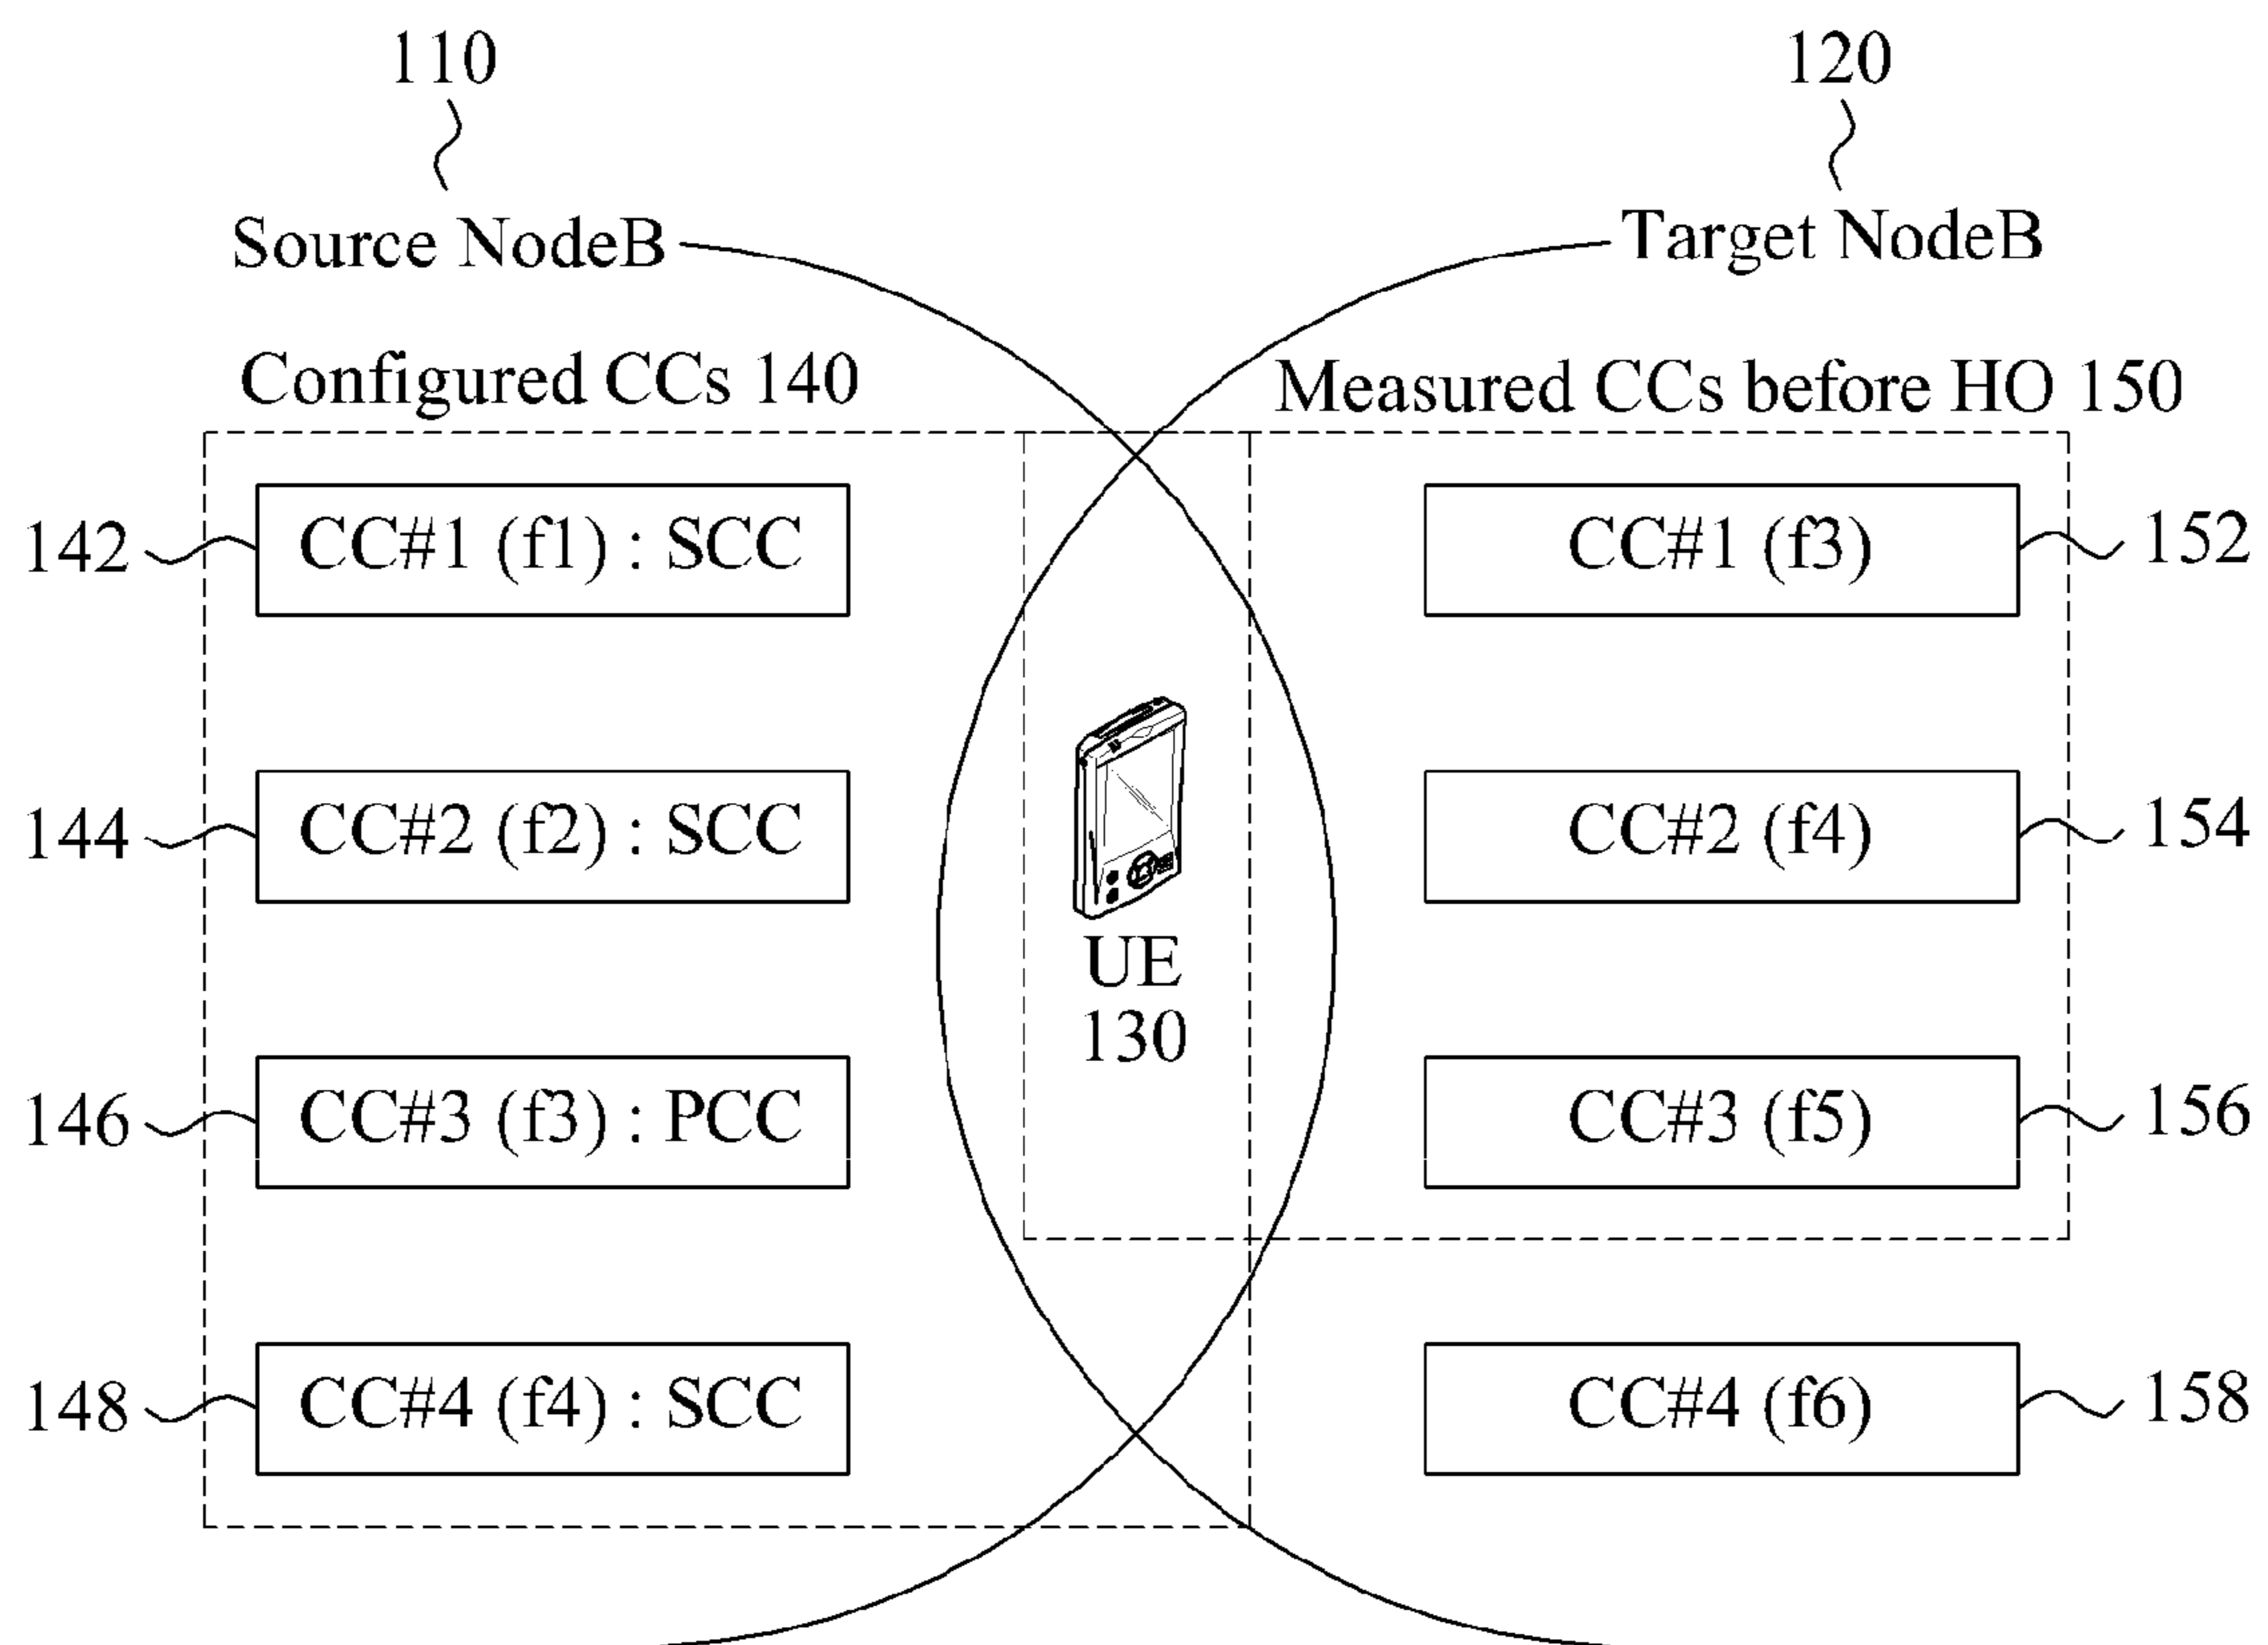 110
120
Source NodeB
Target NodeB
Configured CCs 140
Measured CCs before HO 150
142
CC#1 (f1) : SCC
CC#1 (f3)
152
144
CC#2 (f2) : SCC
CC#2 (f4)
154
UE
130
146
CC#3 (f3) : PCC
CC#3 (f5)
156
148
CC#4 (f4) : SCC
CC#4 (f6)
158